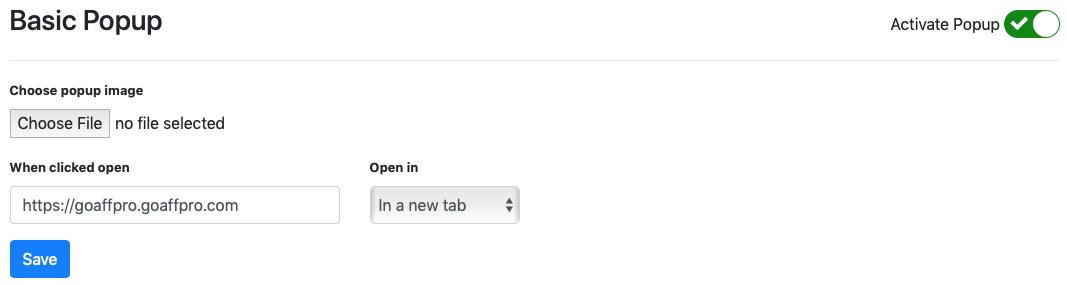 Basic Popup
Activate Popup
Choose popup image
Choose File no file selected
When clicked open
Open in
https://goaffpro.goaffpro.com
In a new tab
Save